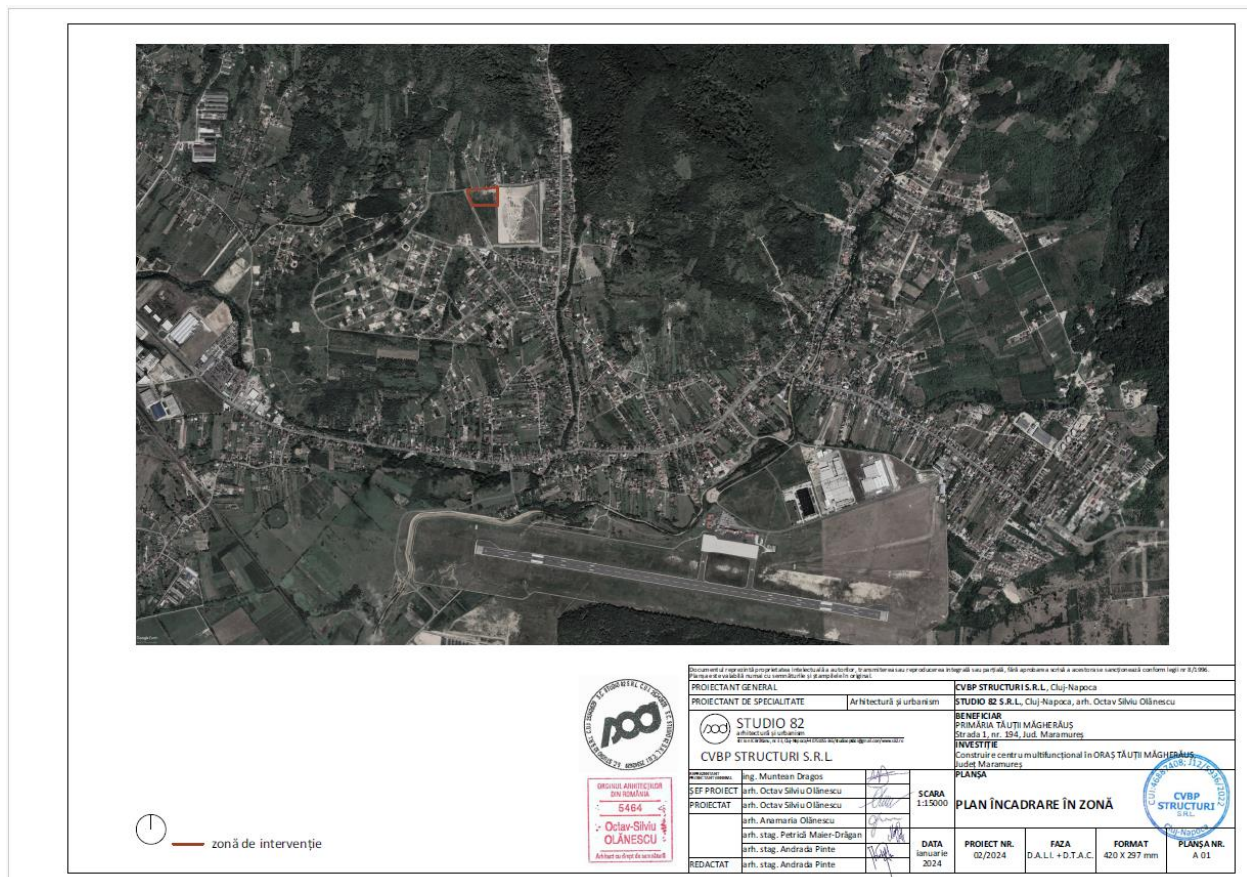 Documentul reprezintă proprietatea intelectuală a autorilor, transmiterea sau reproducerea integrală sau parțială, fără aprobarea scrisă a acestora se sancționează conform legii nr 8/1996.
Planșa este valabilă numai cu semnăturile și ștampilele în original.
PROIECTANT GENERAL CVBP STRUCTURI S.R.L., Cluj-Napoca
PROIECTANT DE SPECIALITATE Arhitectură și urbanism STUDIO 82 S.R.L., Cluj-Napoca, arh. Octav Silviu Olănescu
STUDIO 82
arhitectură și urbanism
CVBP STRUCTURI S.R.L.
BENEFICIAR
PRIMĂRIA TĂUȚII MĂGHERĂUȘ
Strada 1, nr. 194, Jud. Maramureș
INVESTIȚIE
Construire centru multifuncțional în ORAȘ TĂUȚII MĂGHERĂUȘ,
Județ Maramureș
ing. Muntean Dragos
ȘEF PROIECT arh. Octav Silviu Olănescu
PROIECTAT arh. Octav Silviu Olănescu
arh. Anamaria Olănescu
arh. stag. Petrică Maier-Drăgan
arh. stag. Andrada Pinte
REDACTAT arh. stag. Andrada Pinte
SCARA
1:15000
DATA
ianuarie
2024
PLANȘA
PLAN ÎNCADRARE ÎN ZONĂ
PROIECT NR.
02/2024
FAZA
D.A.L.I. + D.T.A.C.
FORMAT
420 X 297 mm
PLANȘA NR.
A 01
CUI:46887408; J12/5936/2022
CVBP
STRUCTURI
S.R.L.
Cluj-Napoca
ORDINUL ARHITECȚILOR
DIN ROMÂNIA
5464
Octav-Silviu
OLĂNESCU
Arhitect cu drept de semnătură
zonă de intervenție